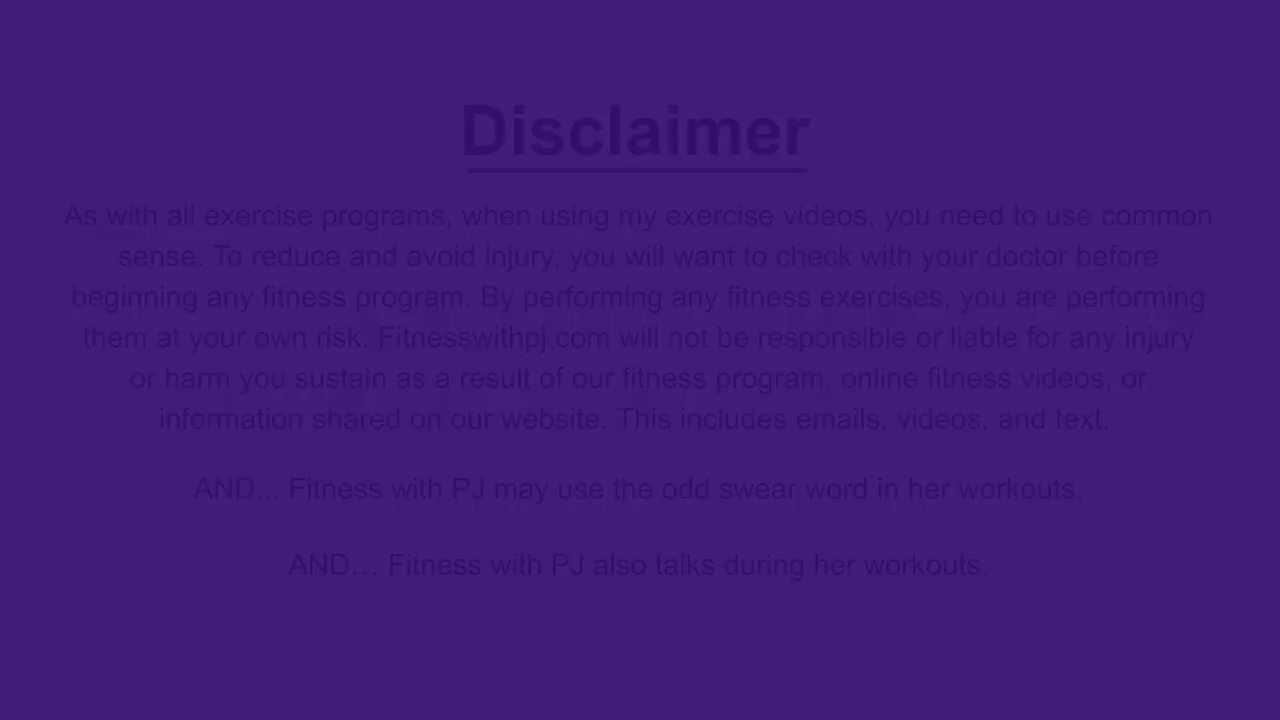 Disclaimer
As with all exercise programs, when using my exercise videos, you need to use common
sense. To reduce and avoid injury, you will want to check with your doctor before
beginning any fitness program. By performing any fitness exercises, you are performing
them at your own risk. Fitnesswithpj.com will not be responsible or liable for any injury
or harm you sustain as a result of our fitness program, online fitness videos, or
information shared on our website. This includes emails, videos, and text.
AND... Fitness with PJ may use the odd swear word in her workouts.
AND... Fitness with PJ also talks during her workouts.